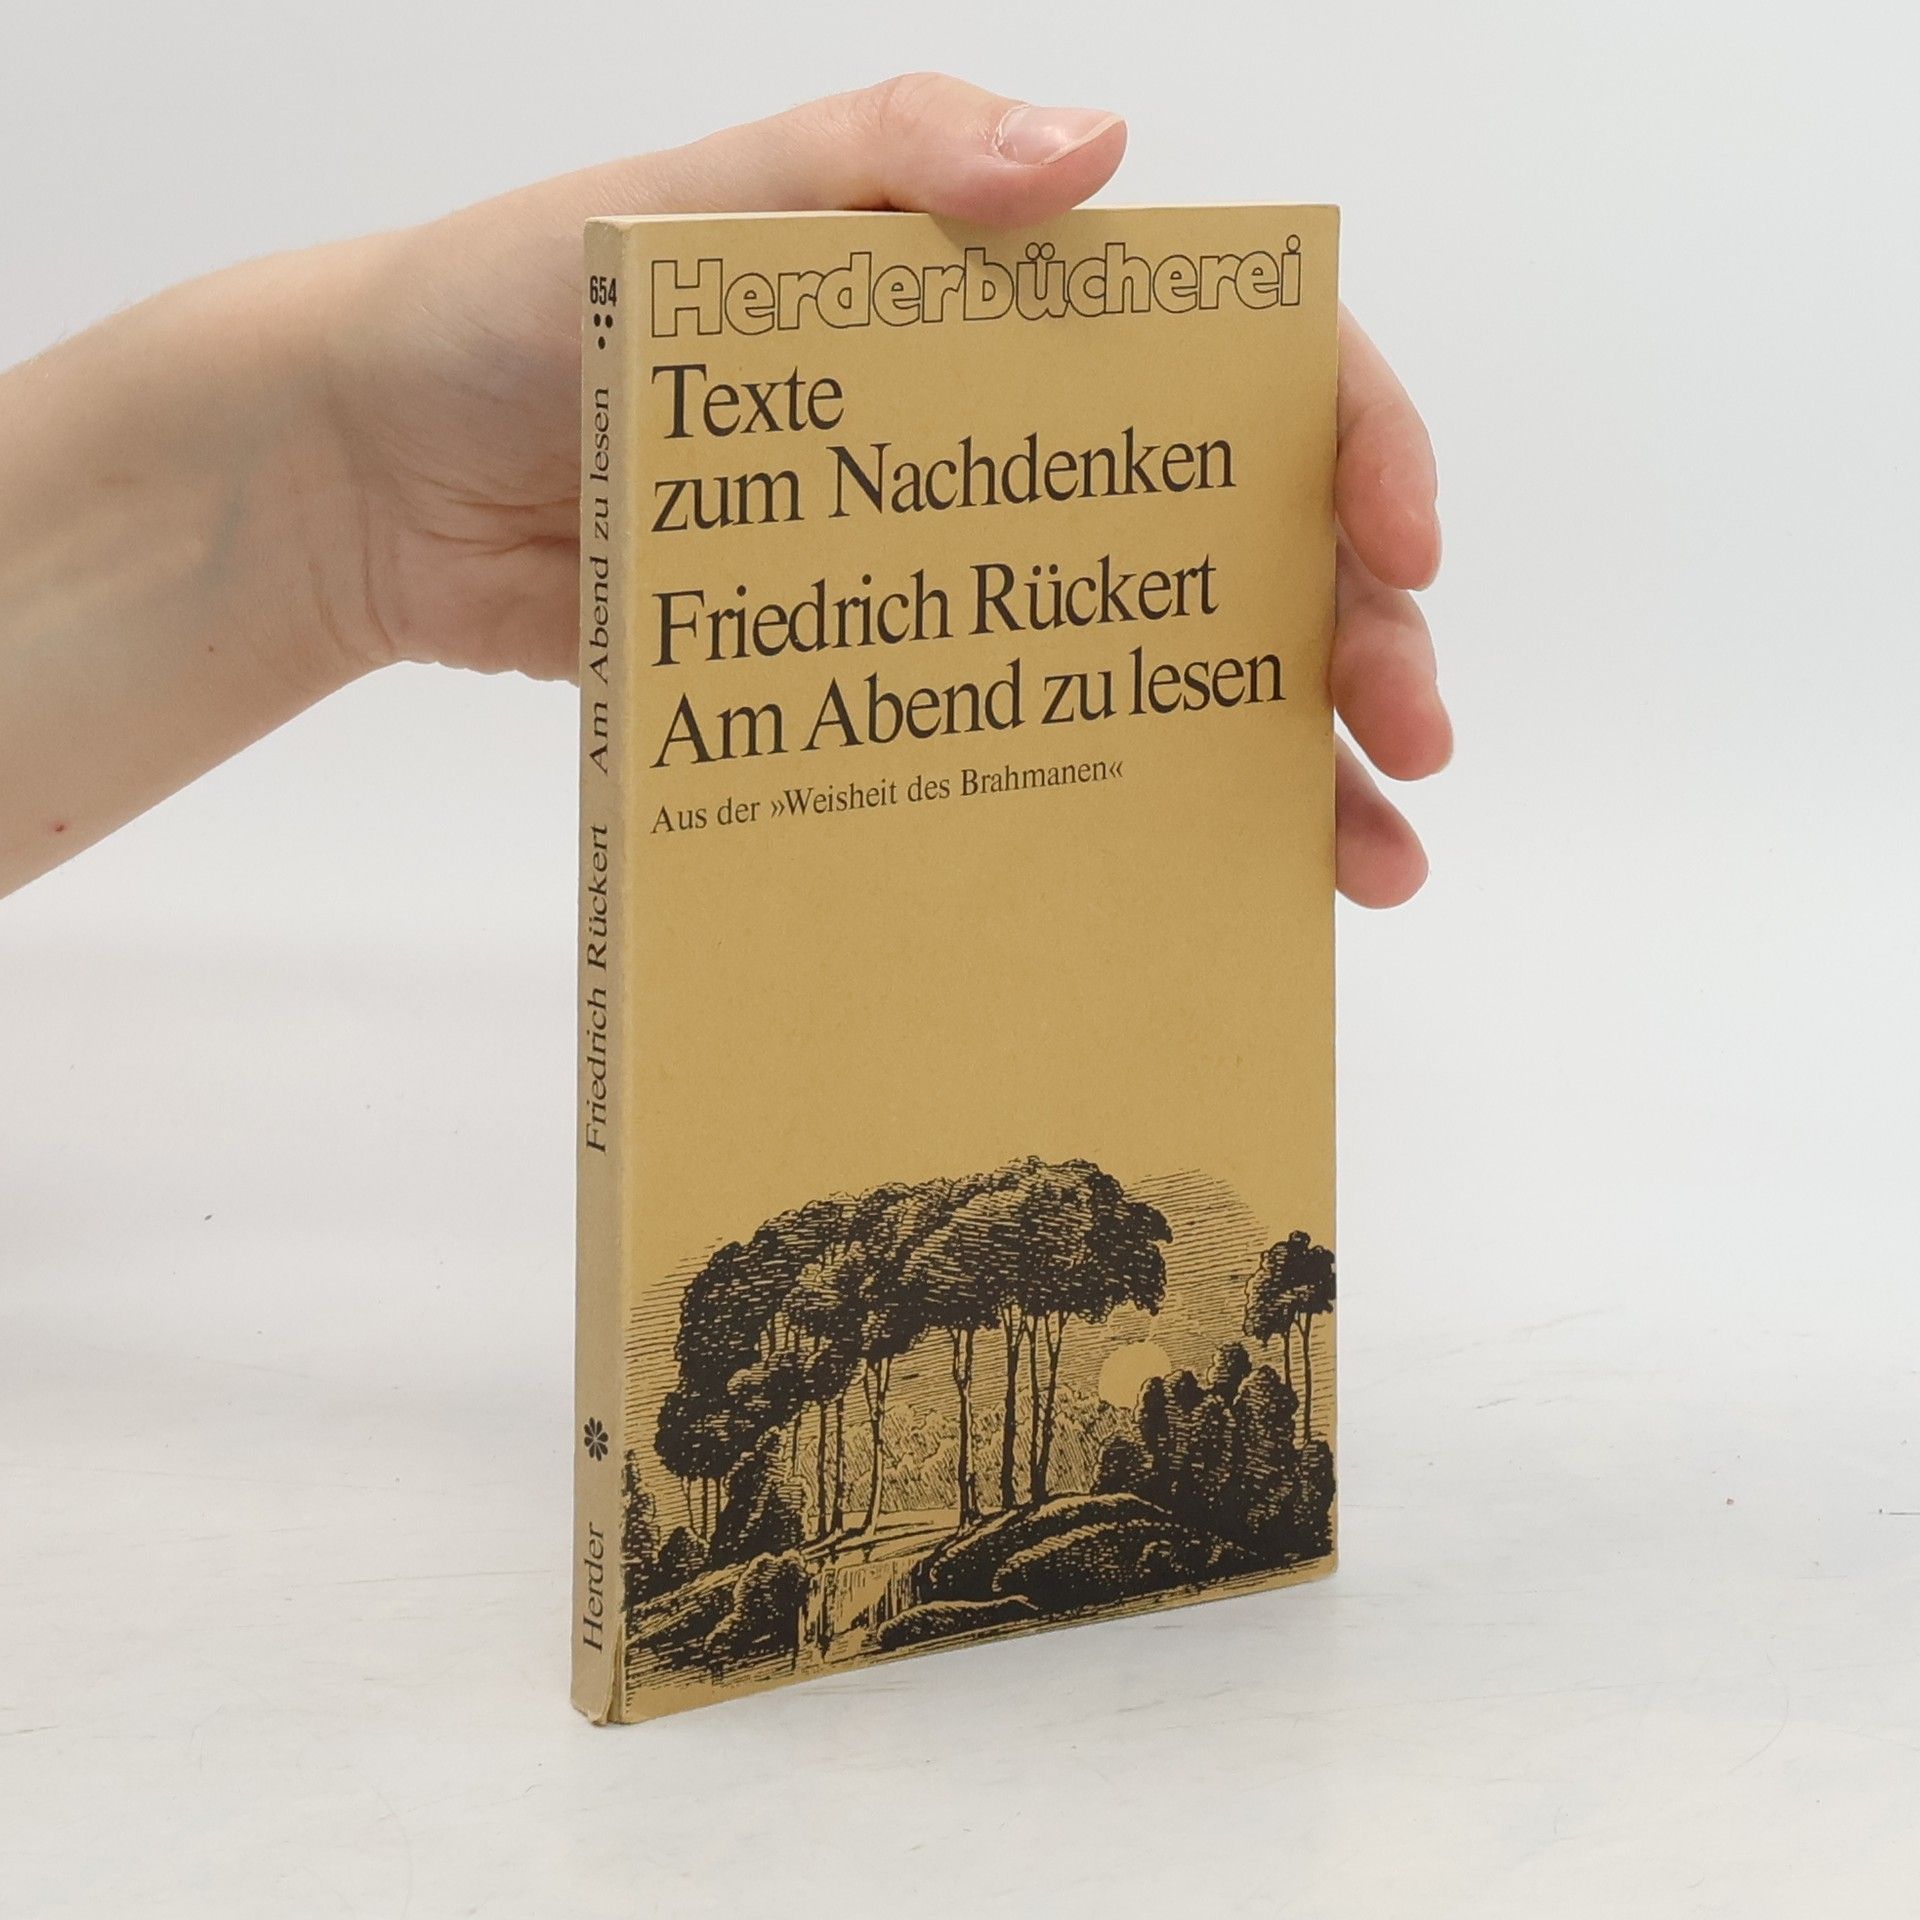 Herderbücherei
Texte
zum Nachdenken
Friedrich Rückert
Am Abend zu lesen
Aus der »Weisheit des Brahmanen«
654
Friedrich Rückert Am Abend zu lesen
Herder